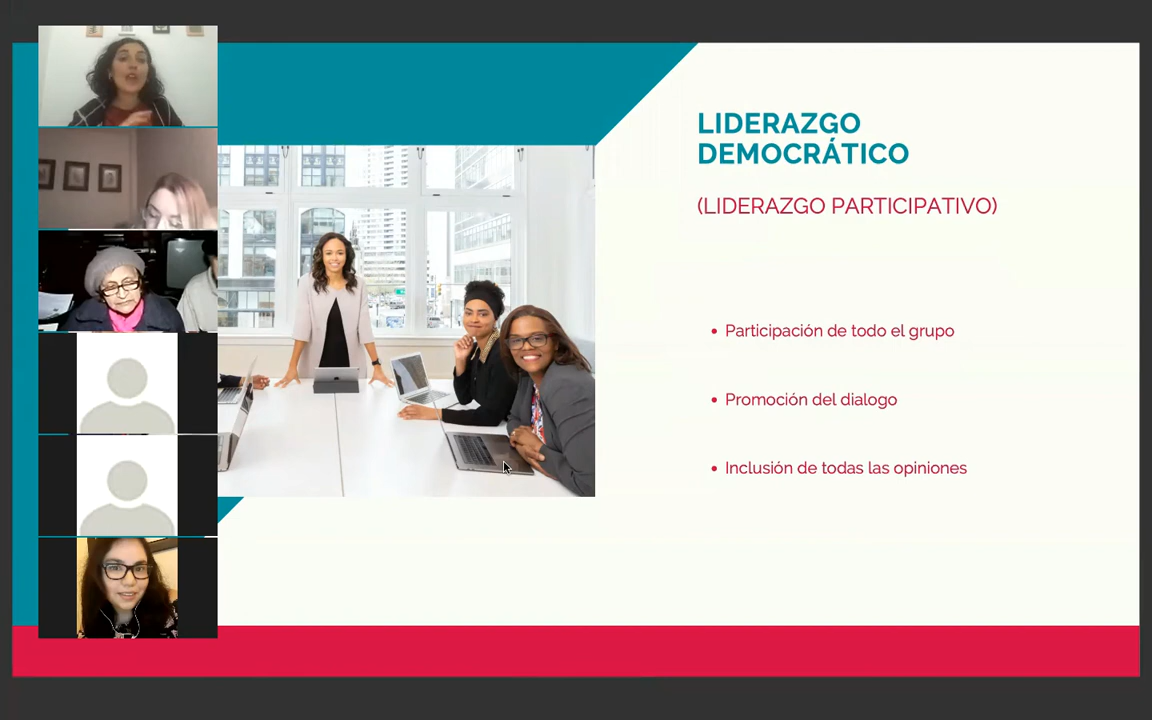 LIDERAZGO
DEMOCRÁTICO
(LIDERAZGO PARTICIPATIVO)
• Participación de todo el grupo
• Promoción del dialogo
• Inclusión de todas las opiniones